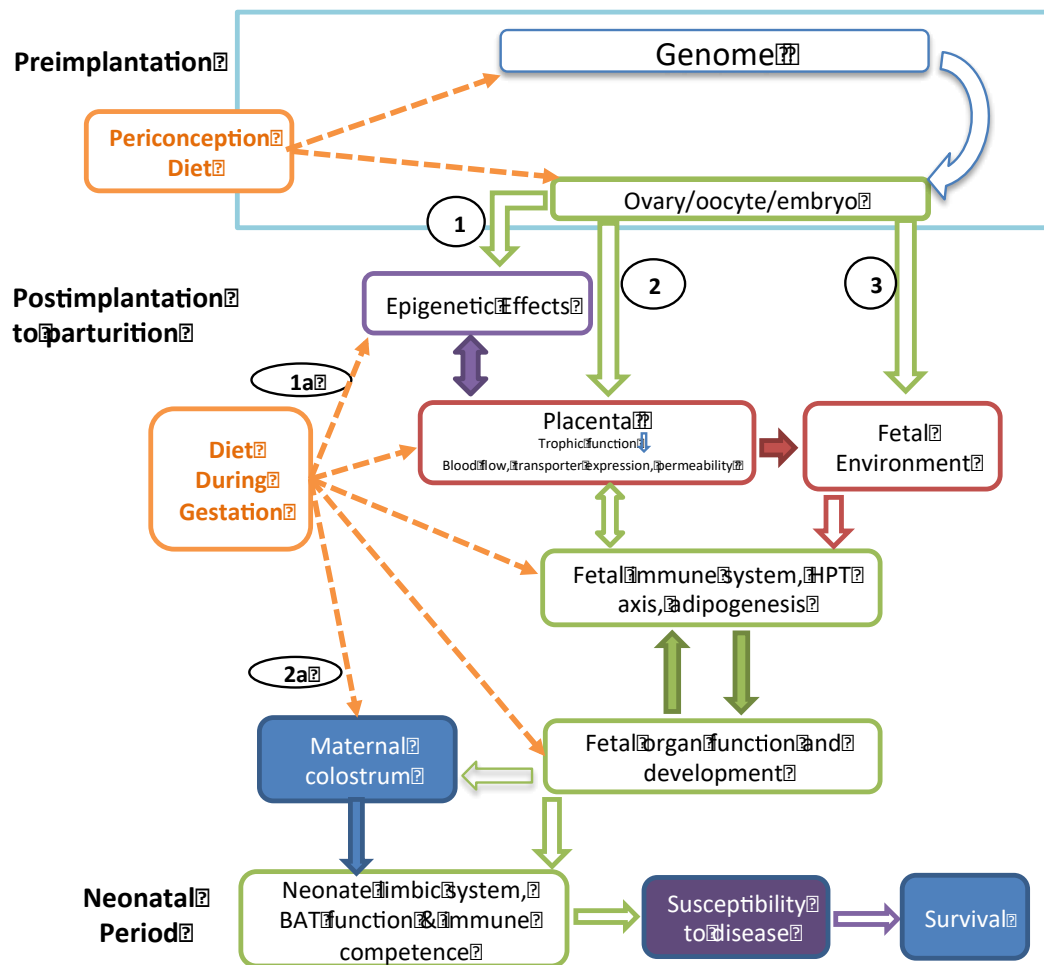 Preimplantation
Genome
Periconception
Diet
Ovary/oocyte/embryo
1
2
3
Postimplantation
to parturition
Epigenetic Effects
1a
Placenta
Trophic function
Blood flow, transporter expression, permeability
Fetal
Environment
Diet
During
Gestation
Fetal immune system, HPT
axis, adipogenesis
2a
Maternal
colostrum
Fetal organ function and
development
Neonatal
Period
Neonate limbic system,
BAT function & immune
competence
Susceptibility
to disease
Survival